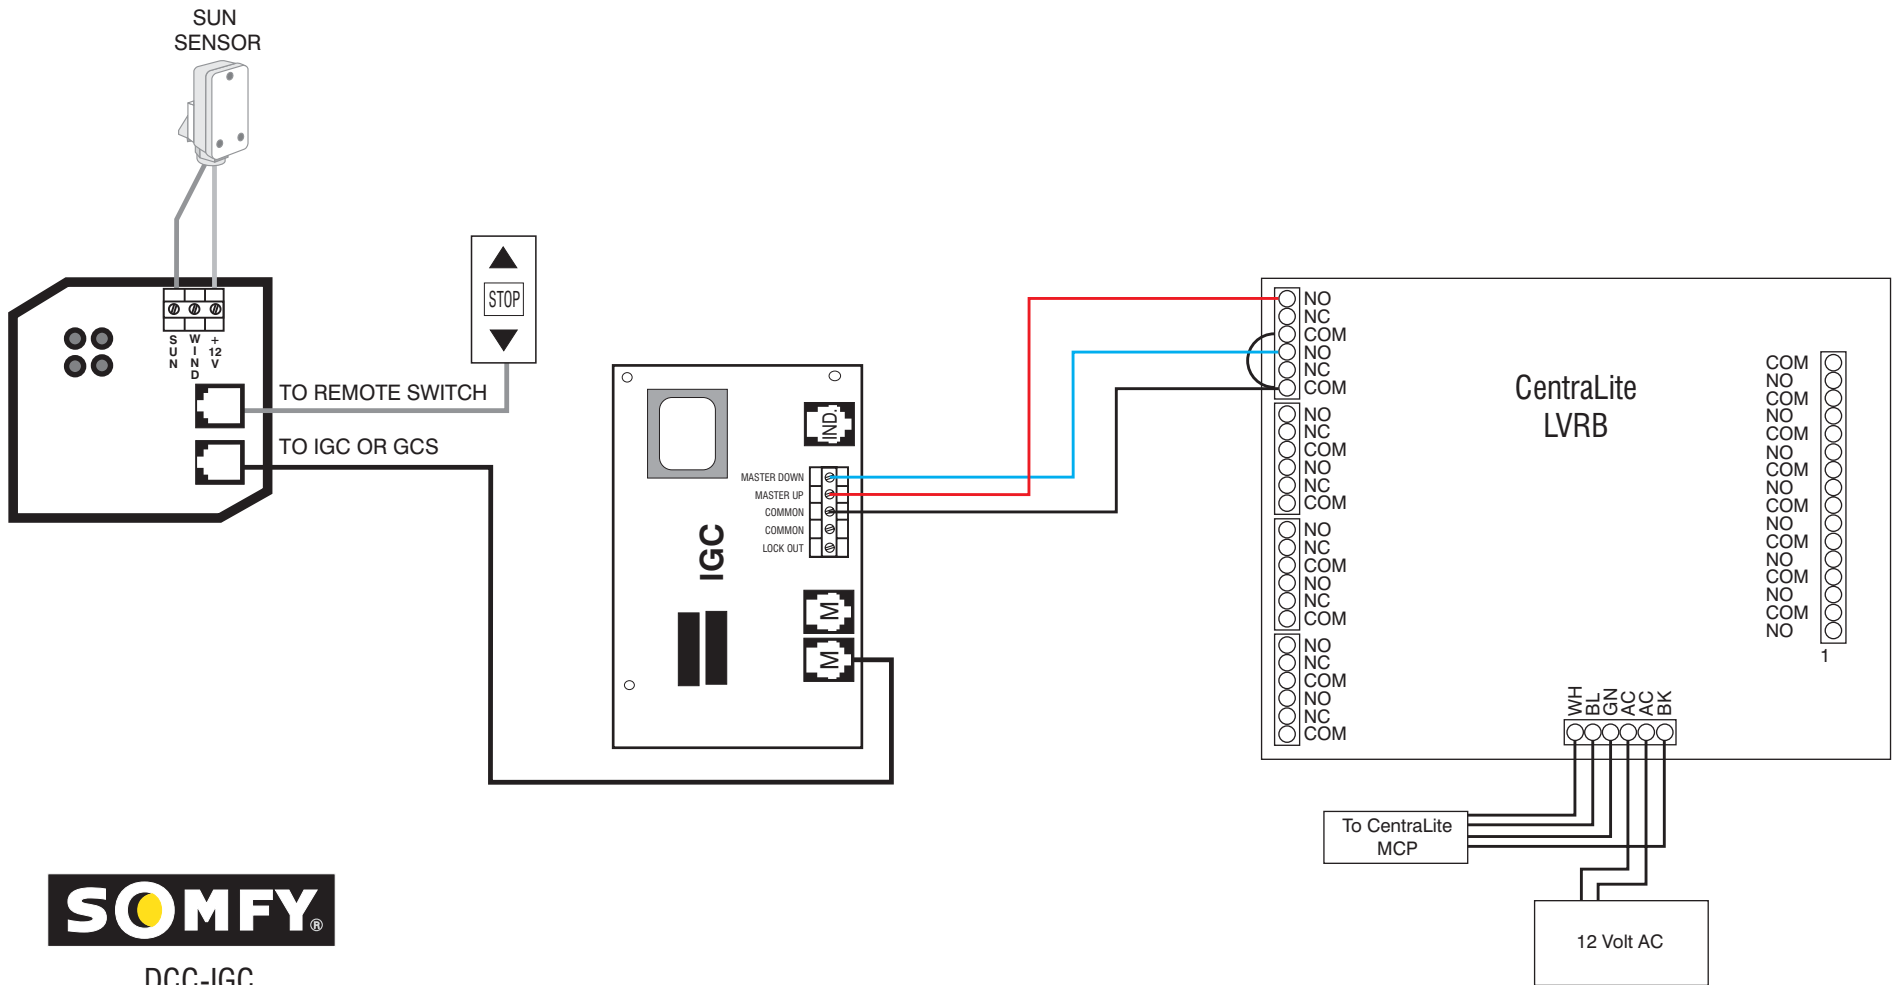 SUN
SENSOR
STOP
SUN
WIND
+12V
TO REMOTE SWITCH
TO IGC OR GCS
IND.
MASTER DOWN
MASTER UP
COMMON
COMMON
LOCK OUT
IGC
M
M
NO
NC
COM
NO
NC
COM
NO
NC
COM
NO
NC
COM
NO
NC
COM
NO
NC
COM
NO
NC
COM
NO
NC
COM
CentraLite
LVRB
COM
NO
COM
NO
COM
NO
COM
NO
COM
NO
COM
NO
COM
NO
COM
NO
1
WH
BL
GN
AC
AC
BK
To CentraLite
MCP
12 Volt AC
SOMFY®
DCC-IGC